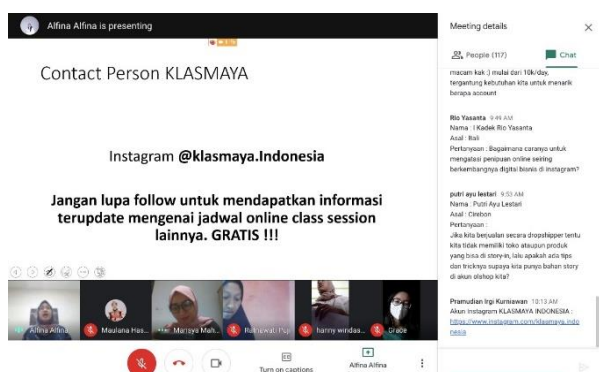 Alfina Alfina is presenting
Contact Person KLASMAYA
Instagram @klasmaya.Indonesia
Jangan lupa follow untuk mendapatkan informasi
terupdate mengenai jadwal online class session
lainnya. GRATIS !!!
Alfina Alfina
Maulana Has...
Mah...
hanny windas...
Grace
Turn on captions
Alfina Alfina
Meeting details
People (117)
Chat
macam kak :) mulai dari 10k/day,
tergantung kebutuhan kita untuk menarik
berapa account
Rio Yasanta 9:49 AM
Nama : I Kadek Rio Yasanta
Asal : Bali
Pertanyaan : Bagaimana caranya untuk
mengatasi penipuan online seiring
berkembangnya digital bisnis di instagram?
putri ayu lestari 9:53 AM
Nama : Putri Ayu Lestari
Asal : Cirebon
Pertanyaan :
Jika kita berjualan secara dropshipper tentu
kita tidak memiliki toko ataupun produk
yang bisa di story-in, lalu apakah ada tips
dan tricknya supaya kita punya bahan story
di akun olshop kita?
Pramudian Irgi Kurniawan 10:13 AM
Akun Instagram KLASMAYA INDONESIA :
https://www.instagram.com/klasmaya.indo
nesia